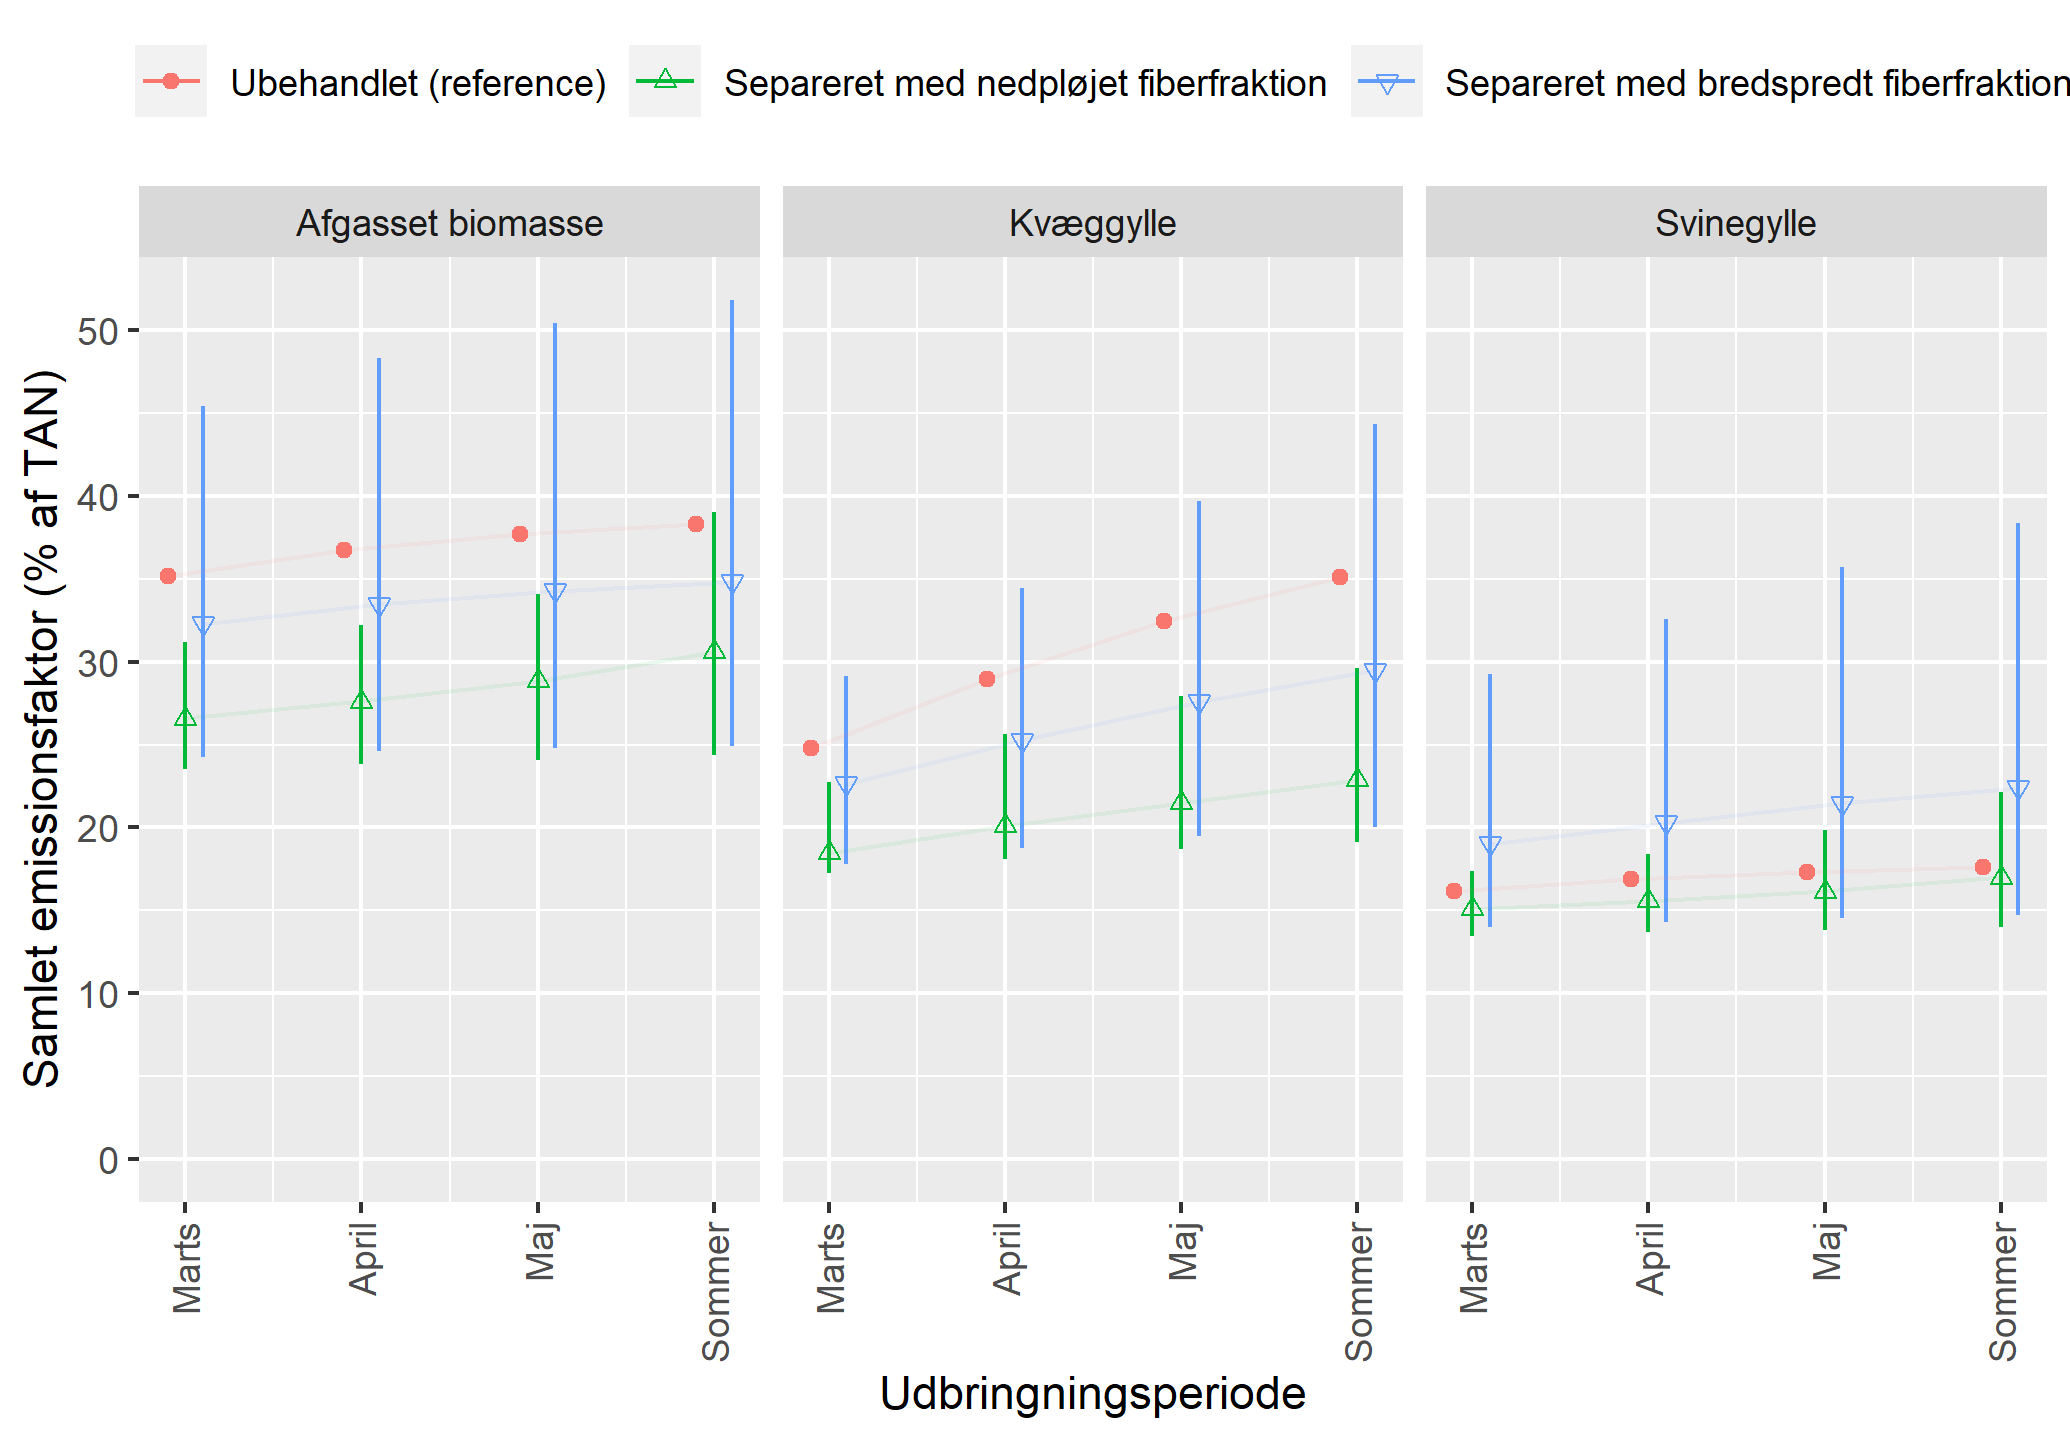 Ubehandlet (reference) Separeret med nedpløjet fiberfraktion Separeret med bredspredt fiberfraktion
Afgasset biomasse Kvæggylle Svinegylle
Samlet emissionsfaktor (% af TAN)
50
40
30
20
10
0
Marts April Maj Sommer Marts April Maj Sommer Marts April Maj Sommer
Udbringningsperiode